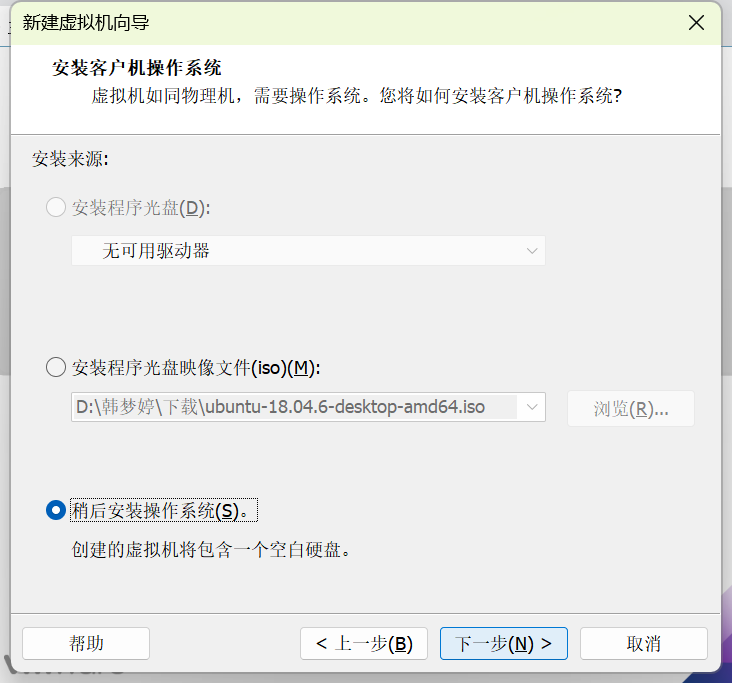 新建虚拟机向导
安装客户机操作系统
虚拟机如同物理机，需要操作系统。您将如何安装客户机操作系统?
安装来源:
安装程序光盘(D):
无可用驱动器
安装程序光盘映像文件(iso)(M):
D:\韩梦婷\下载\ubuntu-18.04.6-desktop-amd64.iso
浏览(R)...
稍后安装操作系统(S)。
创建的虚拟机将包含一个空白硬盘。
帮助
< 上一步(B)
下一步(N) >
取消